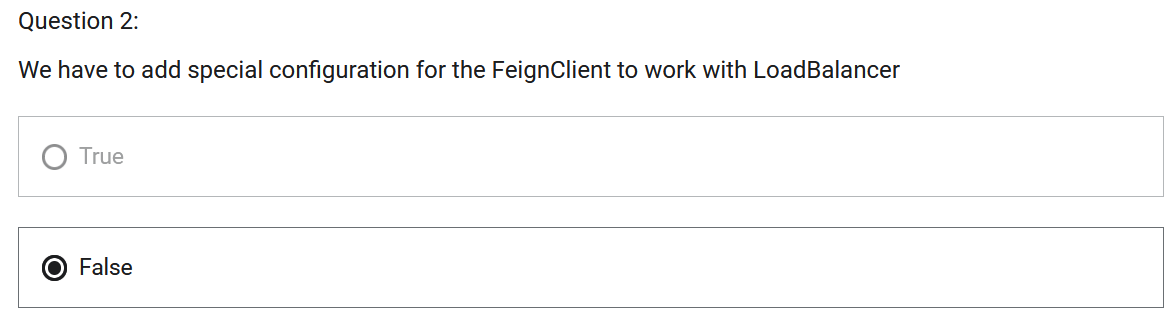 Question 2:
We have to add special configuration for the FeignClient to work with LoadBalancer
True
False